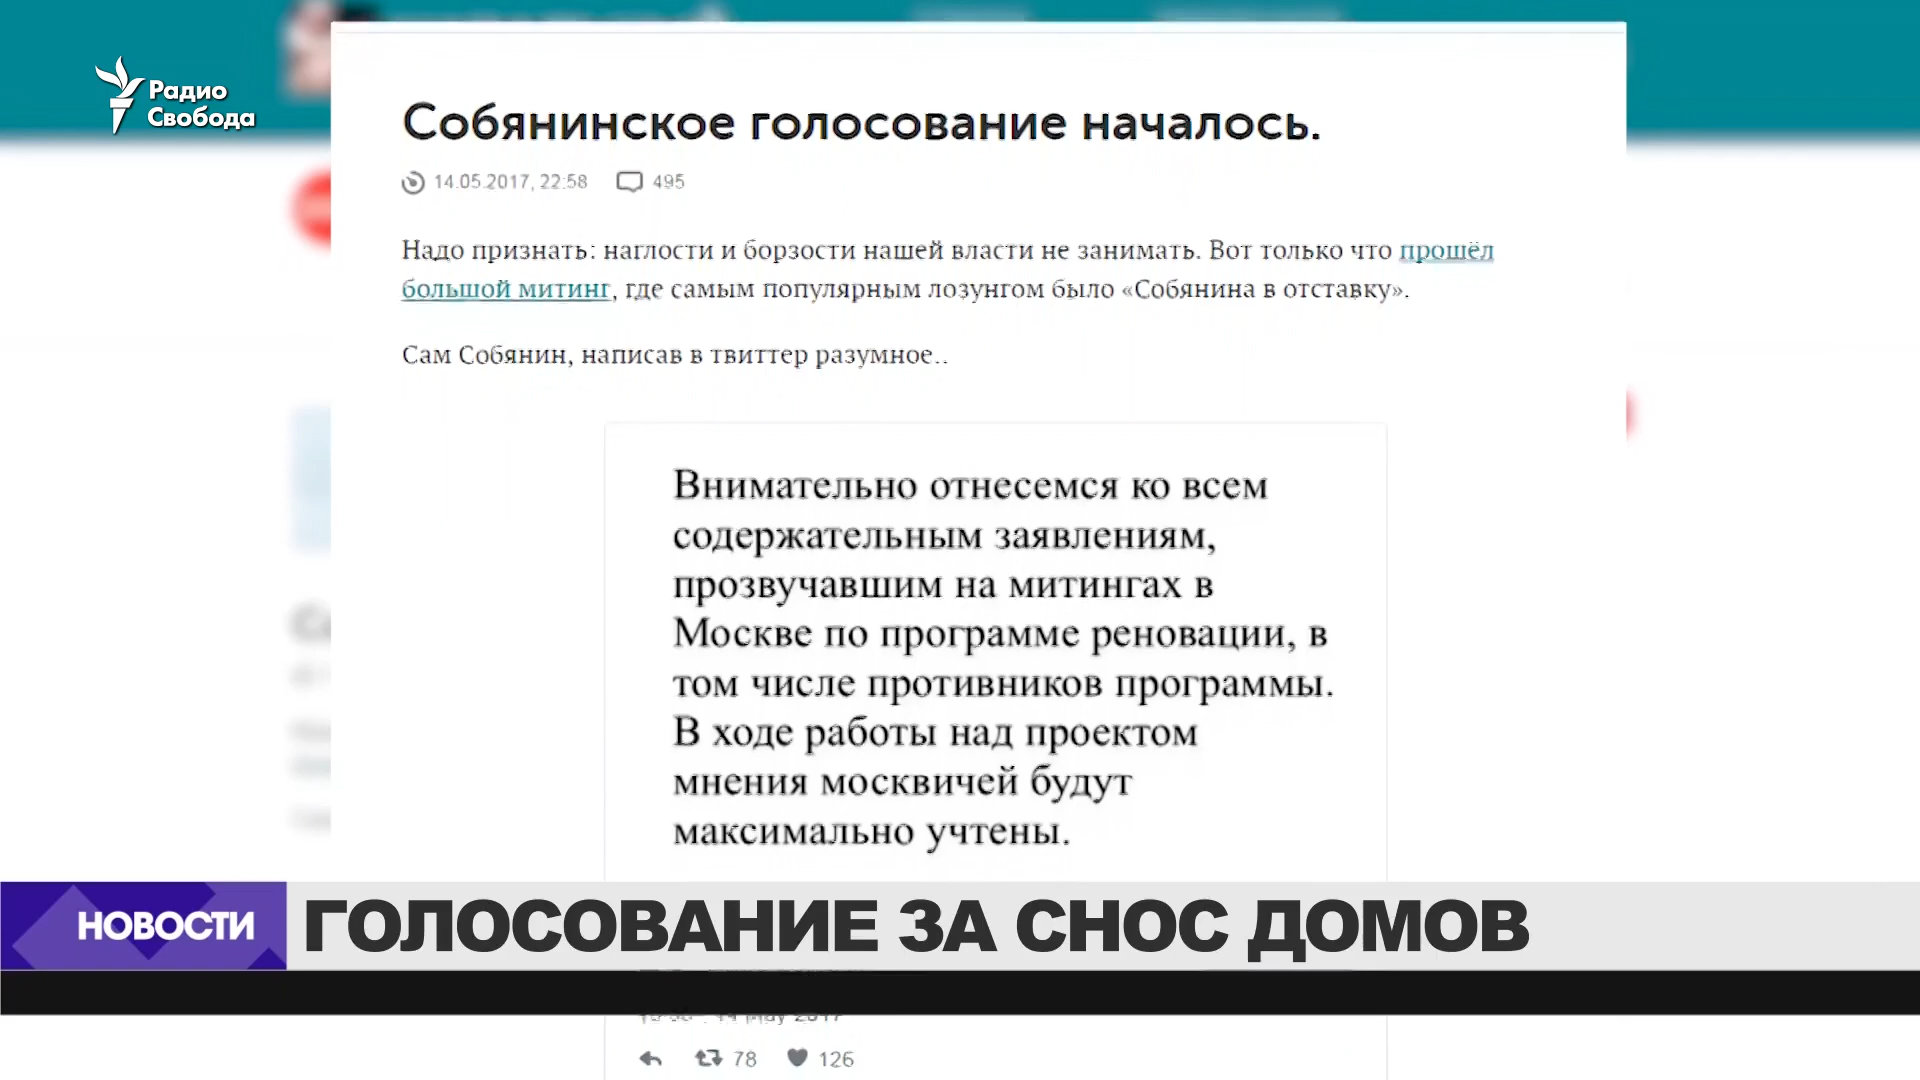 Радио
Свобода
Собянинское голосование началось.
14.05.2017, 22:58 495
Надо признать: наглости и борзости нашей власти не занимать. Вот только что прошёл
большой митинг, где самым популярным лозунгом было «Собянина в отставку».
Сам Собянин, написав в твиттер разумное..
Внимательно отнесемся ко всем
содержательным заявлениям,
прозвучавшим на митингах в
Москве по программе реновации, в
том числе противников программы.
В ходе работы над проектом
мнения москвичей будут
максимально учтены.
НОВОСТИ ГОЛОСОВАНИЕ ЗА СНОС ДОМОВ
78 126